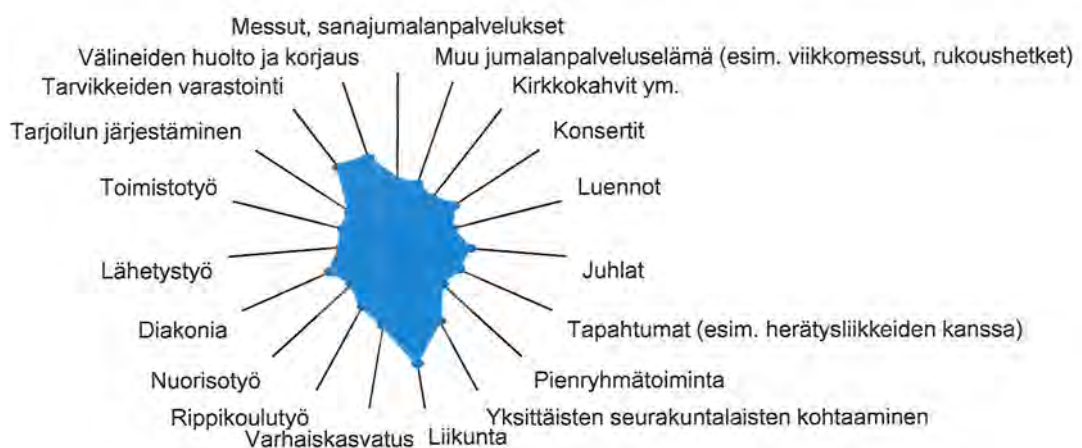 Messut, sanajumalanpalvelukset
Muu jumalanpalveluselämä (esim. viikkomessut, rukoushetket)
Kirkkokahvit ym.
Konsertit
Luennot
Juhlat
Tapahtumat (esim. herätysliikkeiden kanssa)
Pienryhmätoiminta
Yksittäisten seurakuntalaisten kohtaaminen
Liikunta
Varhaiskasvatus
Rippikoulutyö
Nuorisotyö
Diakonia
Lähetystyö
Toimistotyö
Tarjoilun järjestäminen
Tarvikkeiden varastointi
Välineiden huolto ja korjaus